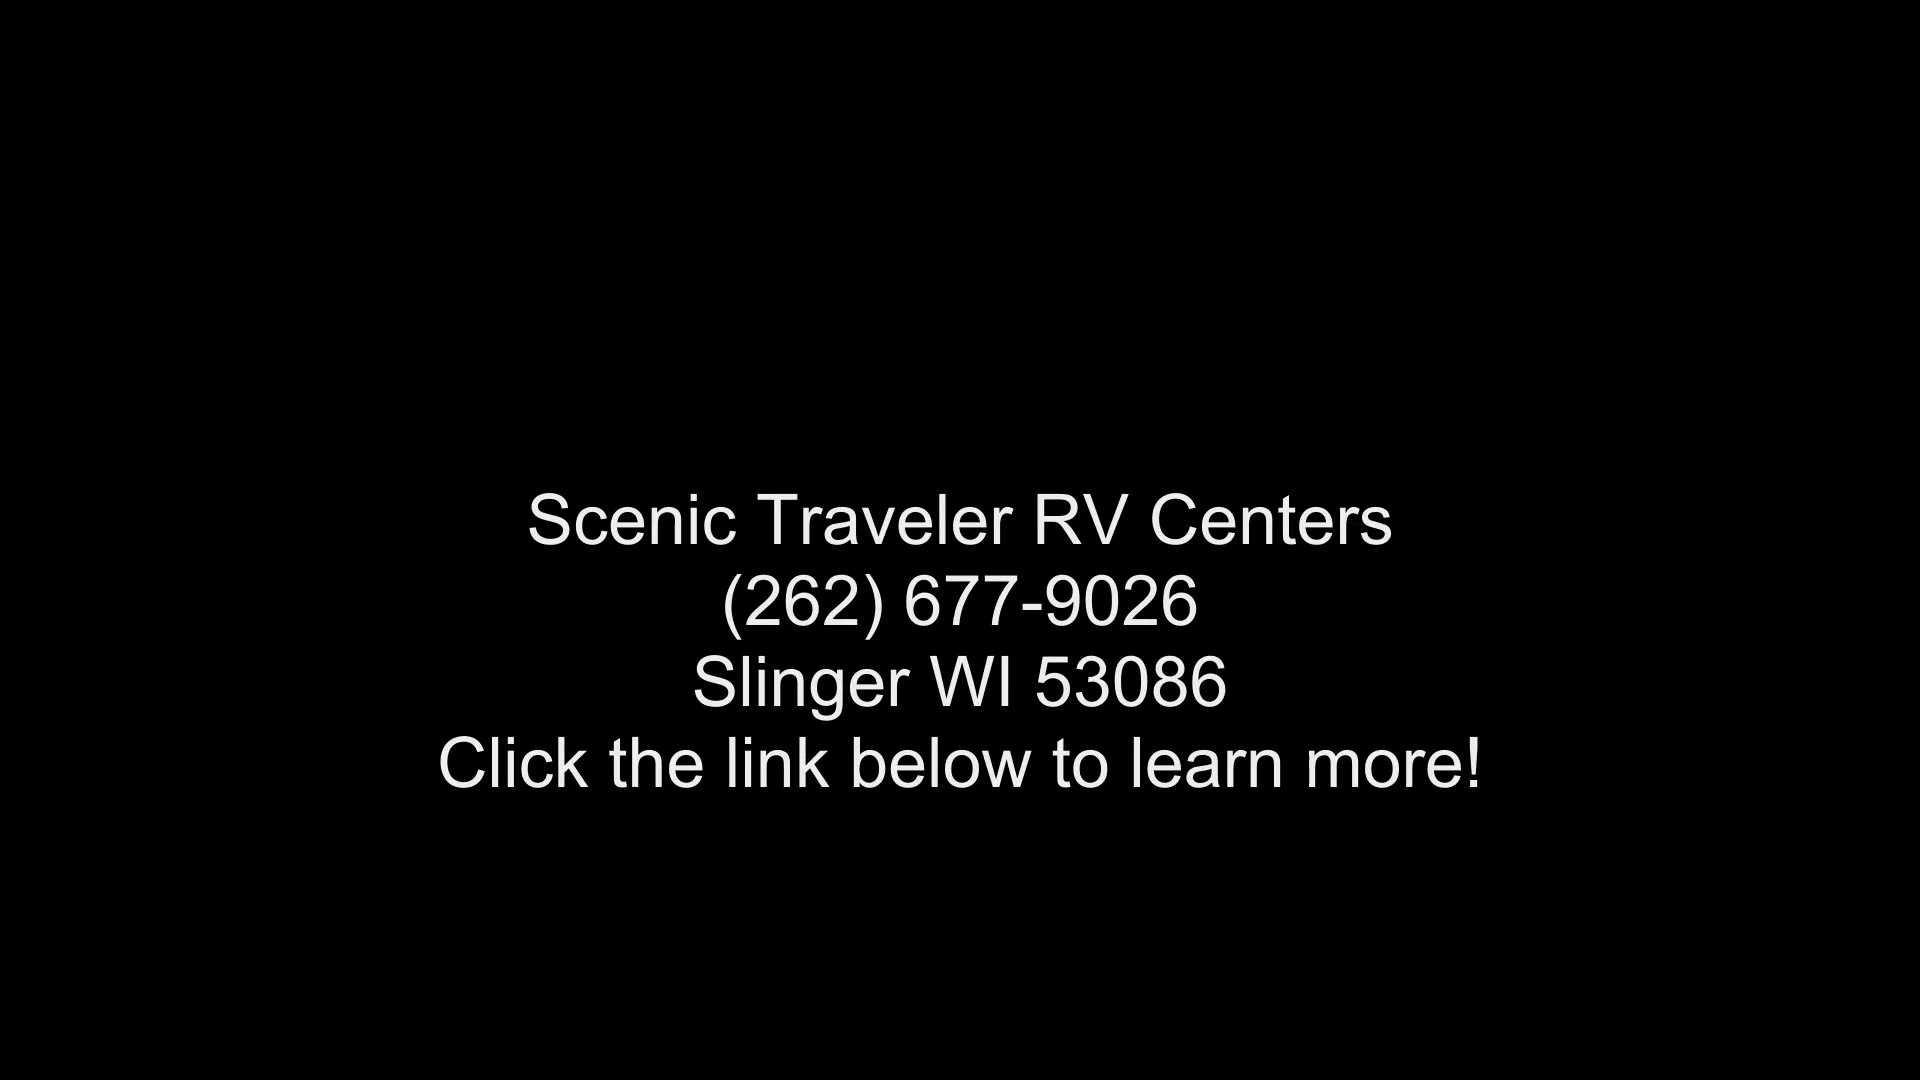 Scenic Traveler RV Centers
(262) 677-9026
Slinger WI 53086
Click the link below to learn more!